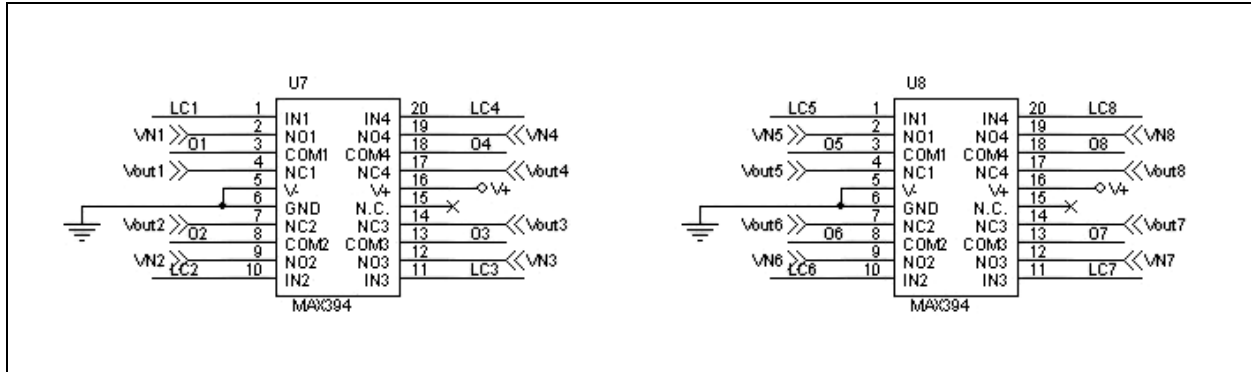 U7
LC1 1 IN1 IN4 20 LC4
VN1 2 NO1 NO4 19 VN4
O1 3 COM1 COM4 18 O4
Vout1 4 NC1 NC4 17 Vout4
5 V- V+ 16 V+
6 GND N.C. 15
Vout2 7 NC2 NC3 14 Vout3
O2 8 COM2 COM3 13 O3
VN2 9 NO2 NO3 12 VN3
LC2 10 IN2 IN3 11 LC3
MAX394
U8
LC5 1 IN1 IN4 20 LC8
VN5 2 NO1 NO4 19 VN8
O5 3 COM1 COM4 18 O8
Vout5 4 NC1 NC4 17 Vout8
5 V- V+ 16 V+
6 GND N.C. 15
Vout6 7 NC2 NC3 14 Vout7
O6 8 COM2 COM3 13 O7
VN6 9 NO2 NO3 12 VN7
LC6 10 IN2 IN3 11 LC7
MAX394